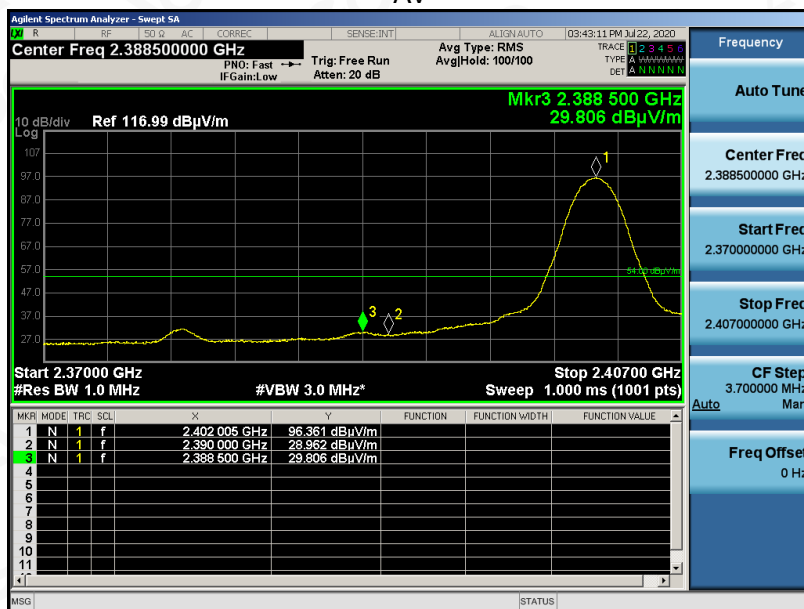 AV
Agilent Spectrum Analyzer - Swept SA
LXI R RF 50 Ω AC CORREC SENSE:INT ALIGN AUTO 03:43:11 PM Jul 22, 2020
Center Freq 2.388500000 GHz
PNO: Fast
IFGain:Low
Trig: Free Run
Atten: 20 dB
Avg Type: RMS
Avg|Hold: 100/100
TRACE 1 2 3 4 5 6
TYPE A WWWWW
DET A N N N N N
Mkr3 2.388 500 GHz
29.806 dBµV/m
10 dB/div Ref 116.99 dBµV/m
Log
107
97.0
87.0
77.0
67.0
57.0
47.0
37.0
27.0
1
54.00 dBµV/m
3
2
Start 2.37000 GHz Stop 2.40700 GHz
#Res BW 1.0 MHz #VBW 3.0 MHz* Sweep 1.000 ms (1001 pts)
MKR MODE TRC SCL X Y FUNCTION FUNCTION WIDTH FUNCTION VALUE
1 N 1 f 2.402 005 GHz 96.361 dBµV/m
2 N 1 f 2.390 000 GHz 28.962 dBµV/m
3 N 1 f 2.388 500 GHz 29.806 dBµV/m
4
5
6
7
8
9
10
11
MSG STATUS
Frequency
Auto Tune
Center Freq
2.388500000 GHz
Start Freq
2.370000000 GHz
Stop Freq
2.407000000 GHz
CF Step
3.700000 MHz
Auto Man
Freq Offset
0 Hz